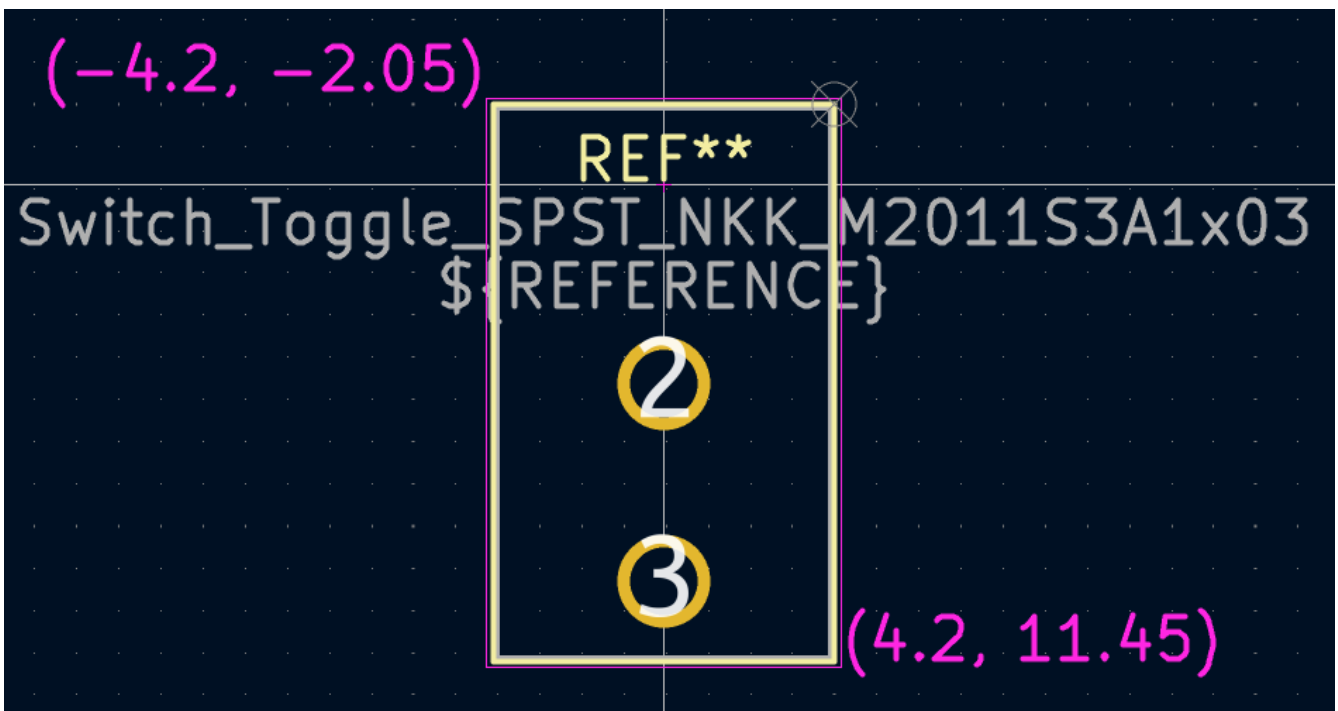 (-4.2, -2.05)
REF**
Switch_Toggle_SPST_NKK_M2011S3A1x03
${REFERENCE}
2
3
(4.2, 11.45)